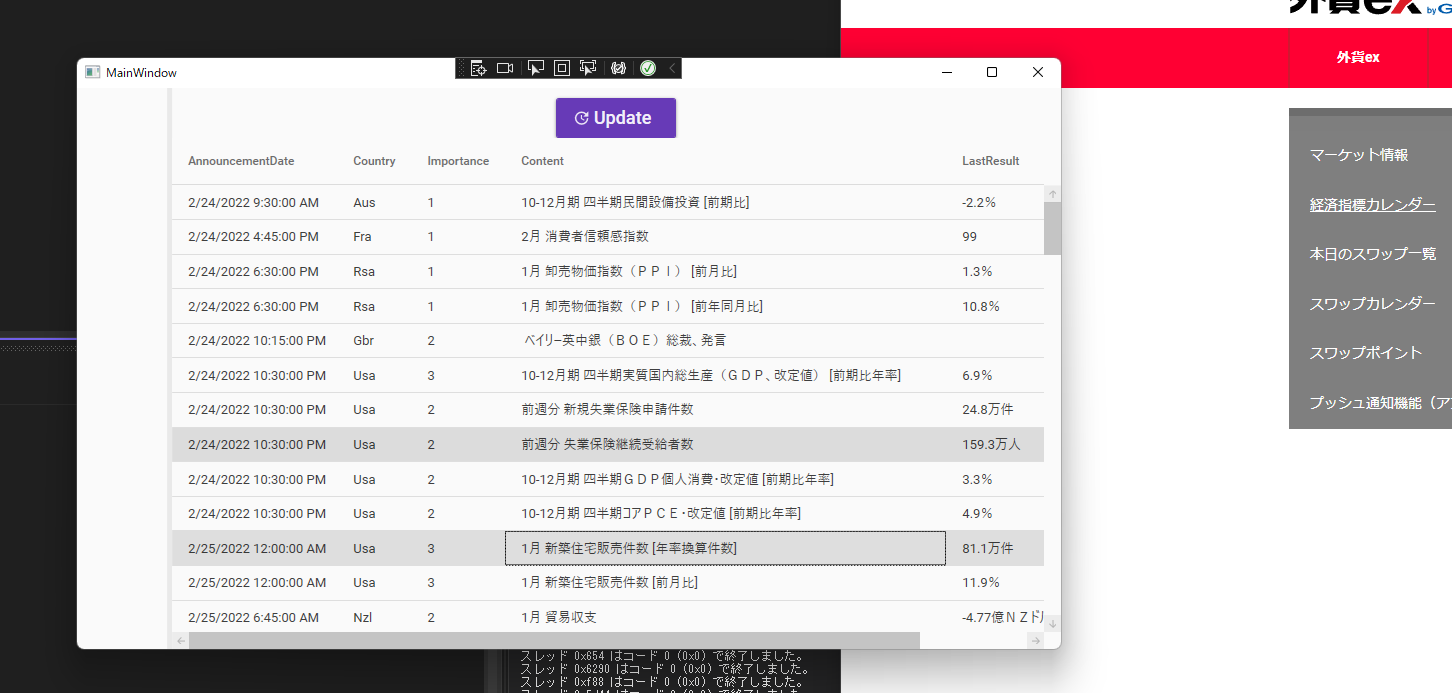 外貨ex by G
外貨ex
MainWindow
Update
AnnouncementDate Country Importance Content LastResult
2/24/2022 9:30:00 AM Aus 1 10-12月期 四半期民間設備投資 [前期比] -2.2％
2/24/2022 4:45:00 PM Fra 1 2月 消費者信頼感指数 99
2/24/2022 6:30:00 PM Rsa 1 1月 卸売物価指数（ＰＰＩ） [前月比] 1.3％
2/24/2022 6:30:00 PM Rsa 1 1月 卸売物価指数（ＰＰＩ） [前年同月比] 10.8％
2/24/2022 10:15:00 PM Gbr 2 ベイリー英中銀（ＢＯＥ）総裁、発言
2/24/2022 10:30:00 PM Usa 3 10-12月期 四半期実質国内総生産（ＧＤＰ、改定値） [前期比年率] 6.9％
2/24/2022 10:30:00 PM Usa 2 前週分 新規失業保険申請件数 24.8万件
2/24/2022 10:30:00 PM Usa 2 前週分 失業保険継続受給者数 159.3万人
2/24/2022 10:30:00 PM Usa 2 10-12月期 四半期ＧＤＰ個人消費・改定値 [前期比年率] 3.3％
2/24/2022 10:30:00 PM Usa 2 10-12月期 四半期コアＰＣＥ・改定値 [前期比年率] 4.9％
2/25/2022 12:00:00 AM Usa 3 1月 新築住宅販売件数 [年率換算件数] 81.1万件
2/25/2022 12:00:00 AM Usa 3 1月 新築住宅販売件数 [前月比] 11.9％
2/25/2022 6:45:00 AM Nzl 2 1月 貿易収支 -4.77億ＮＺドル
マーケット情報
経済指標カレンダー
本日のスワップ一覧
スワップカレンダー
スワップポイント
プッシュ通知機能（ア
スレッド 0x654 はコード 0 (0x0) で終了しました。
スレッド 0x6290 はコード 0 (0x0) で終了しました。
スレッド 0xf88 はコード 0 (0x0) で終了しました。